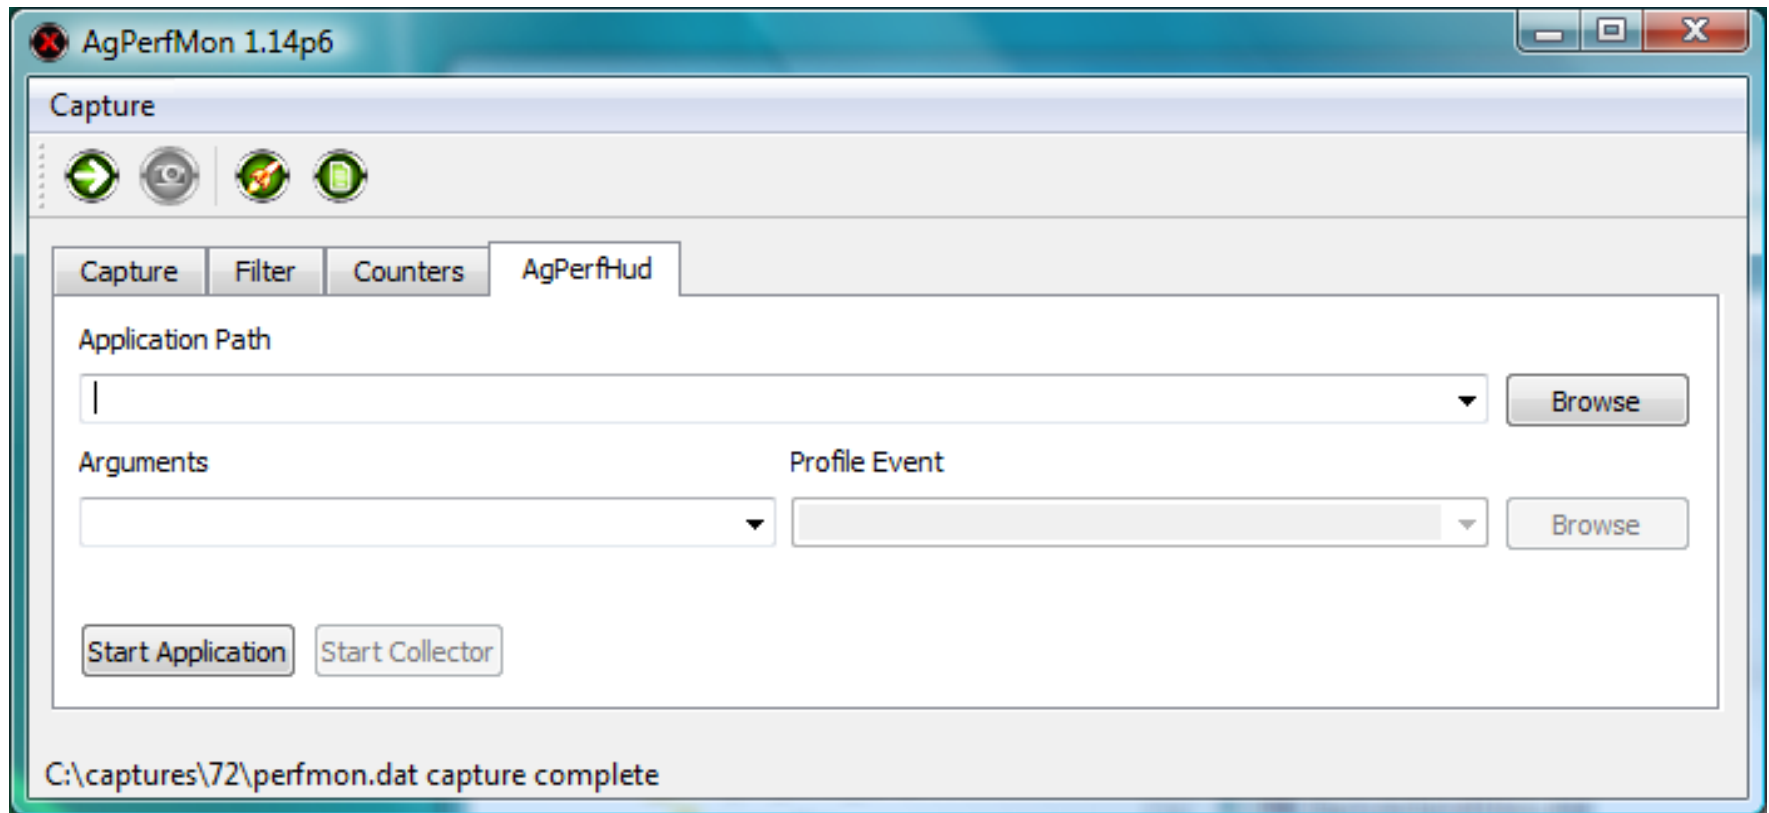 AgPerfMon 1.14p6
Capture
Capture Filter Counters AgPerfHud
Application Path
Browse
Arguments Profile Event
Browse
Start Application Start Collector
C:\captures\72\perfmon.dat capture complete